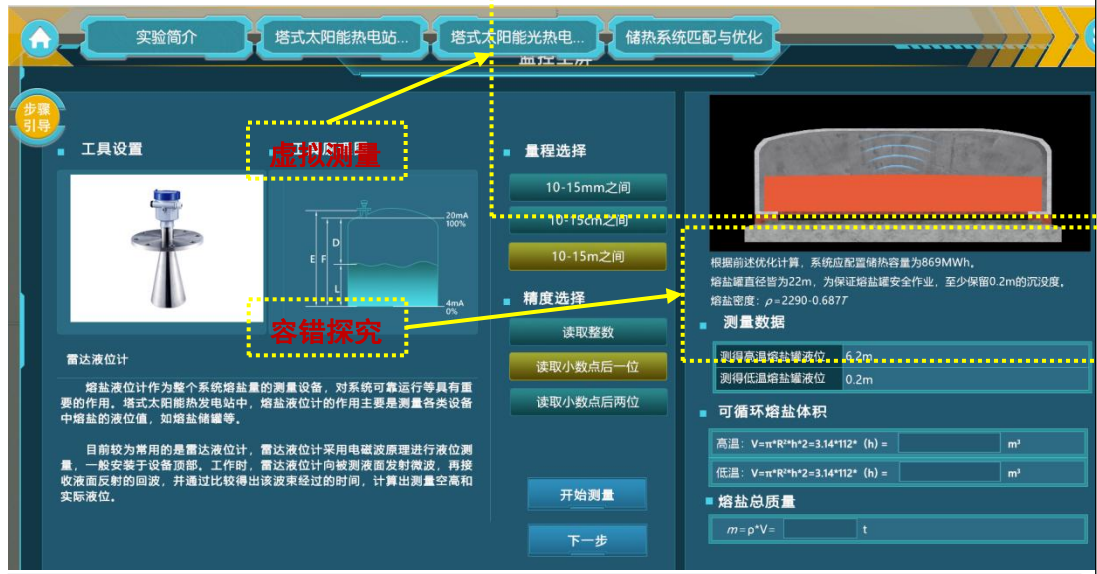 实验简介
塔式太阳能热电站...
塔式太阳能光热电...
储热系统匹配与优化
步骤
引导
工具设置
虚拟测量
20mA
100%
D
E F
L
4mA
0%
容错探究
雷达液位计
熔盐液位计作为整个系统熔盐量的测量设备，对系统可靠运行等具有重
要的作用。塔式太阳能热发电站中，熔盐液位计的作用主要是测量各类设备
中熔盐的液位值，如熔盐储罐等。
目前较为常用的是雷达液位计，雷达液位计采用电磁波原理进行液位测
量，一般安装于设备顶部。工作时，雷达液位计向被测液面发射微波，再接
收液面反射的回波，并通过比较得出该波束经过的时间，计算出测量空高和
实际液位。
量程选择
10-15mm之间
10-15cm之间
10-15m之间
精度选择
读取整数
读取小数点后一位
读取小数点后两位
开始测量
下一步
根据前述优化计算，系统应配置储热容量为869MWh。
熔盐罐直径皆为22m，为保证熔盐罐安全作业，至少保留0.2m的沉没度。
熔盐密度：ρ=2290-0.687T
测量数据
测得高温熔盐罐液位 6.2m
测得低温熔盐罐液位 0.2m
可循环熔盐体积
高温：V=π*R²*h*2=3.14*112*（h）= m³
低温：V=π*R²*h*2=3.14*112*（h）= m³
熔盐总质量
m=ρ*V= t